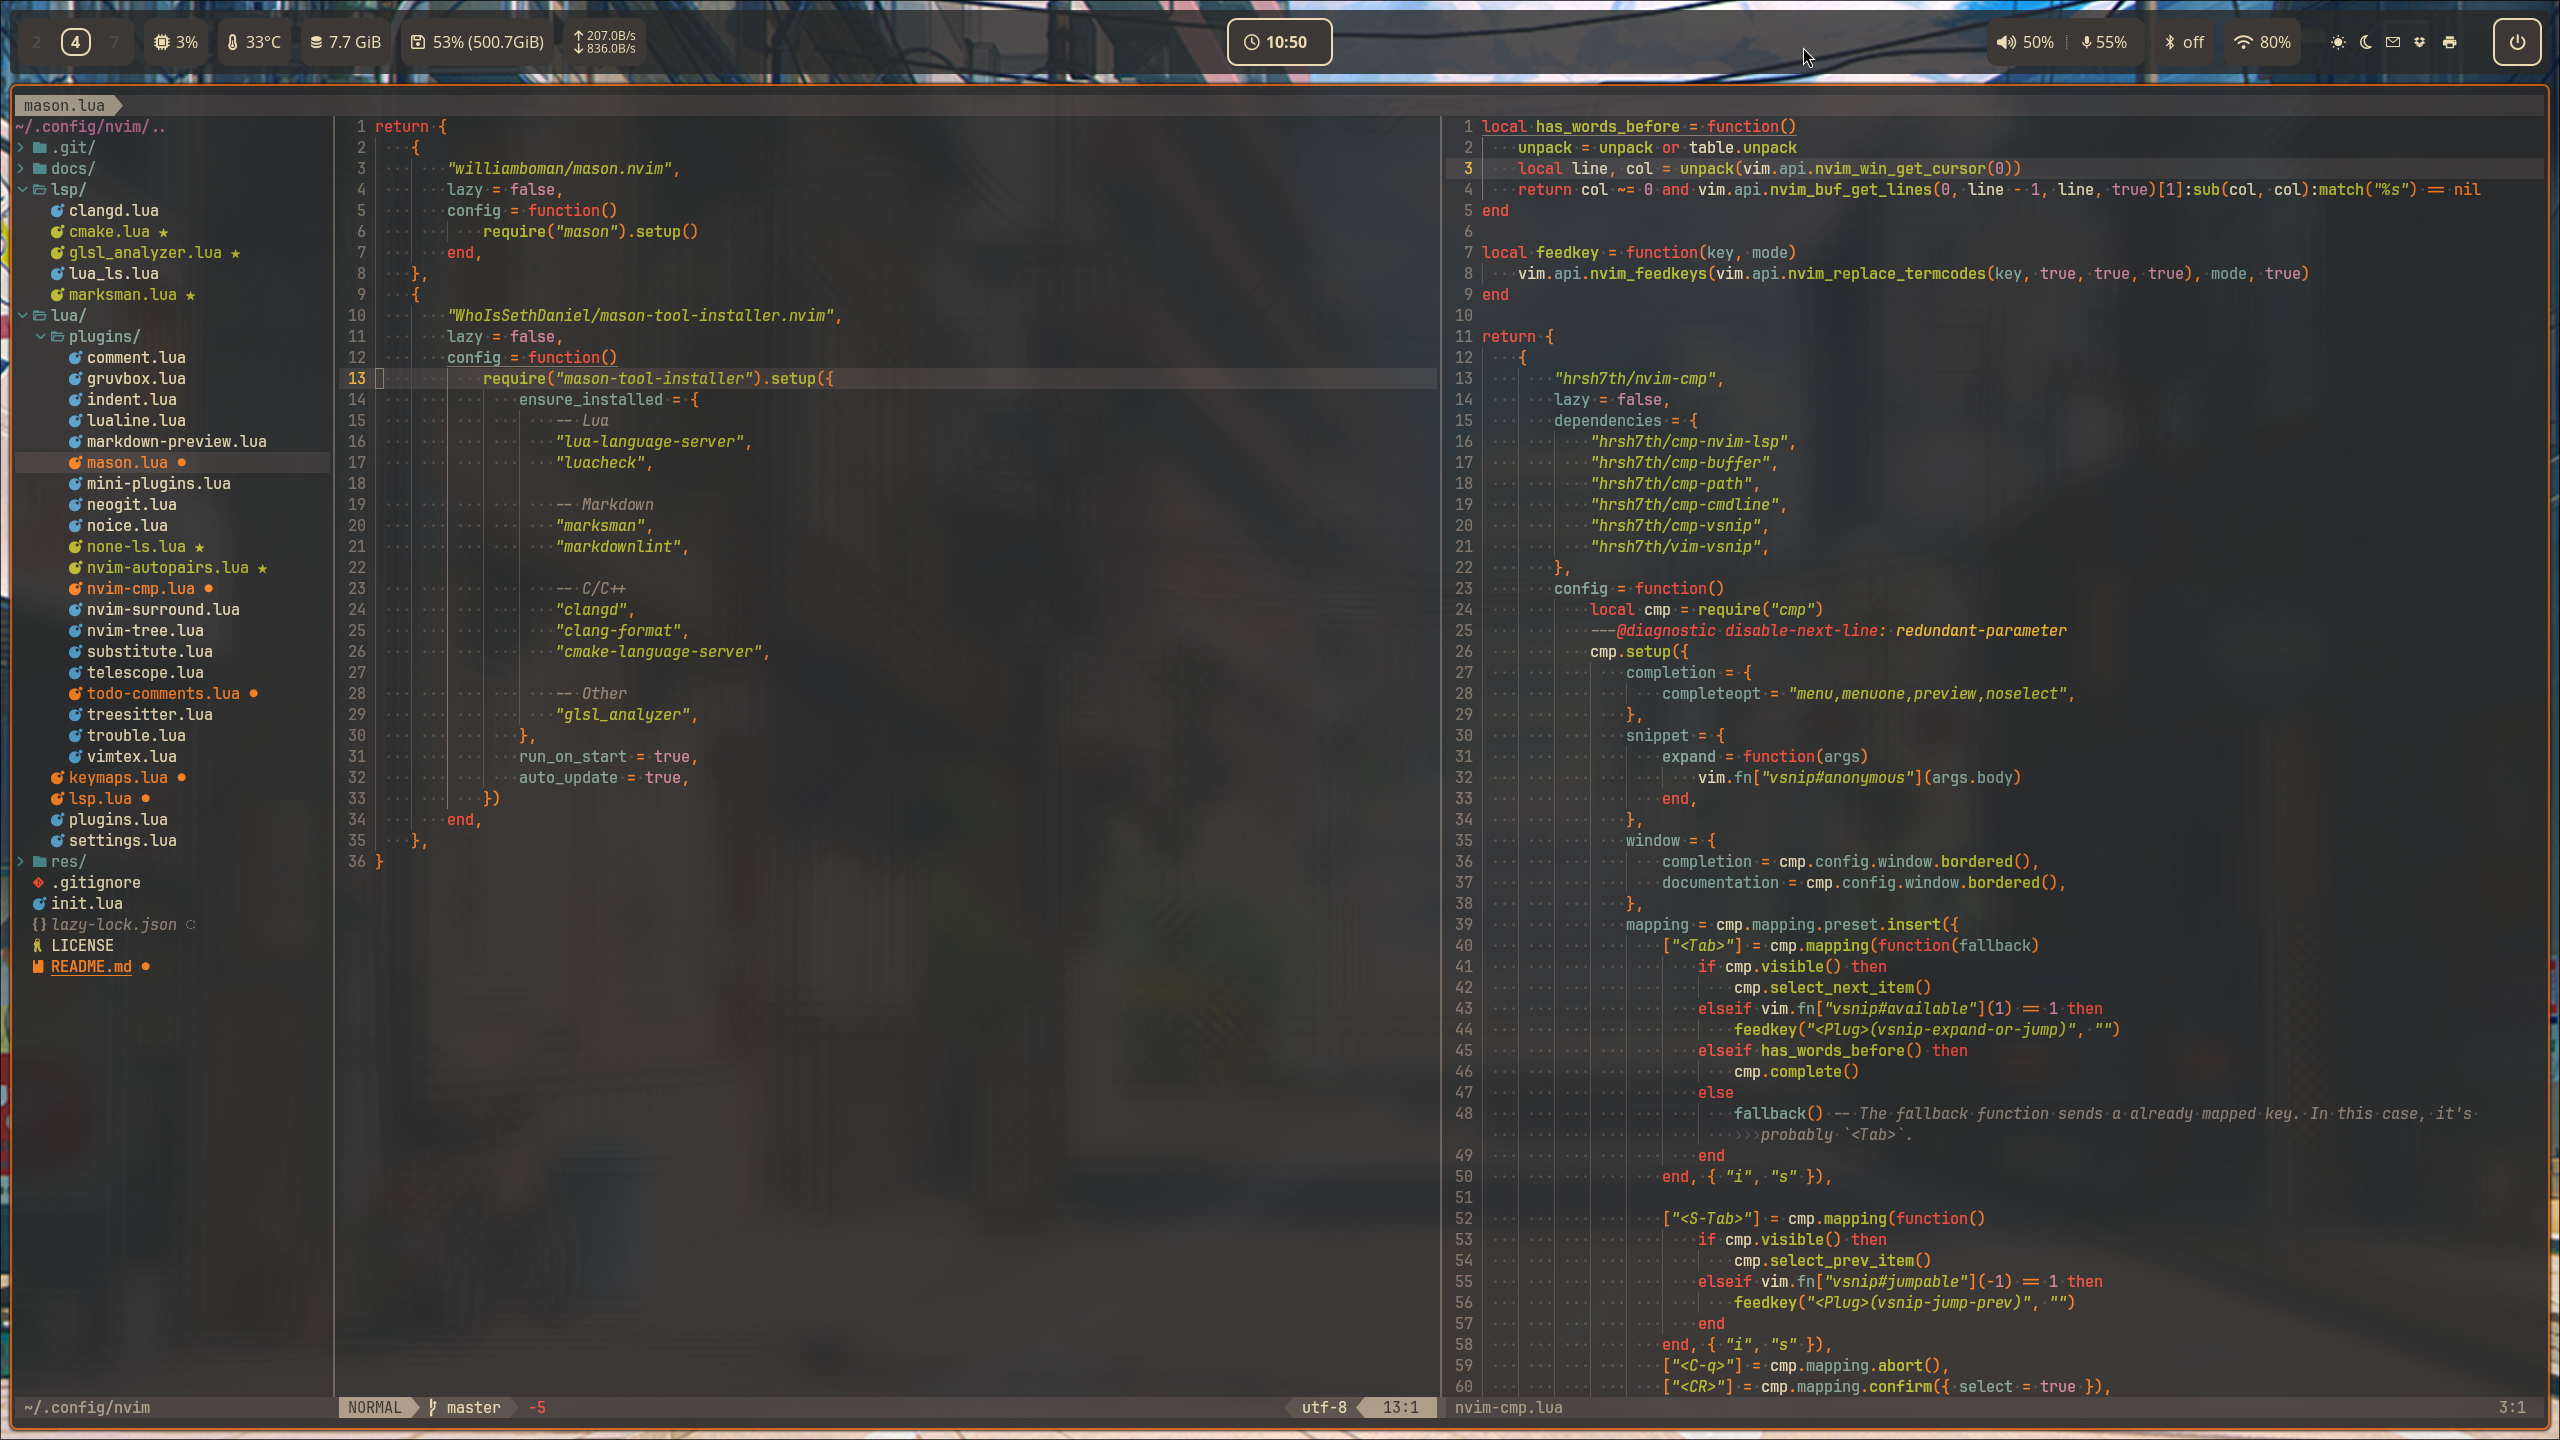 2 4 7 3% 33°C 7.7 GiB 53% (500.7GiB) 207.0B/s
836.0B/s
10:50
50% 55% off 80%
mason.lua
~/.config/nvim/..
.git/
docs/
lsp/
clangd.lua
cmake.lua ★
glsl_analyzer.lua ★
lua_ls.lua
marksman.lua ★
lua/
plugins/
comment.lua
gruvbox.lua
indent.lua
lualine.lua
markdown-preview.lua
mason.lua ●
mini-plugins.lua
neogit.lua
noice.lua
none-ls.lua ★
nvim-autopairs.lua ★
nvim-cmp.lua ●
nvim-surround.lua
nvim-tree.lua
substitute.lua
telescope.lua
todo-comments.lua ●
treesitter.lua
trouble.lua
vimtex.lua
keymaps.lua ●
lsp.lua ●
plugins.lua
settings.lua
res/
.gitignore
init.lua
{} lazy-lock.json
LICENSE
README.md ●
~/.config/nvim
1 return {
2 {
3 "williamboman/mason.nvim",
4 lazy = false,
5 config = function()
6 require("mason").setup()
7 end,
8 },
9 {
10 "WhoIsSethDaniel/mason-tool-installer.nvim",
11 lazy = false,
12 config = function()
13 require("mason-tool-installer").setup({
14 ensure_installed = {
15 -- Lua
16 "lua-language-server",
17 "luacheck",
18
19 -- Markdown
20 "marksman",
21 "markdownlint",
22
23 -- C/C++
24 "clangd",
25 "clang-format",
26 "cmake-language-server",
27
28 -- Other
29 "glsl_analyzer",
30 },
31 run_on_start = true,
32 auto_update = true,
33 })
34 end,
35 },
36 }
NORMAL master -5 utf-8 13:1
1 local has_words_before = function()
2 unpack = unpack or table.unpack
3 local line, col = unpack(vim.api.nvim_win_get_cursor(0))
4 return col ~= 0 and vim.api.nvim_buf_get_lines(0, line - 1, line, true)[1]:sub(col, col):match("%s") == nil
5 end
6
7 local feedkey = function(key, mode)
8 vim.api.nvim_feedkeys(vim.api.nvim_replace_termcodes(key, true, true, true), mode, true)
9 end
10
11 return {
12 {
13 "hrsh7th/nvim-cmp",
14 lazy = false,
15 dependencies = {
16 "hrsh7th/cmp-nvim-lsp",
17 "hrsh7th/cmp-buffer",
18 "hrsh7th/cmp-path",
19 "hrsh7th/cmp-cmdline",
20 "hrsh7th/cmp-vsnip",
21 "hrsh7th/vim-vsnip",
22 },
23 config = function()
24 local cmp = require("cmp")
25 ---@diagnostic disable-next-line: redundant-parameter
26 cmp.setup({
27 completion = {
28 completeopt = "menu,menuone,preview,noselect",
29 },
30 snippet = {
31 expand = function(args)
32 vim.fn["vsnip#anonymous"](args.body)
33 end,
34 },
35 window = {
36 completion = cmp.config.window.bordered(),
37 documentation = cmp.config.window.bordered(),
38 },
39 mapping = cmp.mapping.preset.insert({
40 ["<Tab>"] = cmp.mapping(function(fallback)
41 if cmp.visible() then
42 cmp.select_next_item()
43 elseif vim.fn["vsnip#available"](1) == 1 then
44 feedkey("<Plug>(vsnip-expand-or-jump)", "")
45 elseif has_words_before() then
46 cmp.complete()
47 else
48 fallback() -- The fallback function sends a already mapped key. In this case, it's
probably `<Tab>`.
49 end
50 end, { "i", "s" }),
51
52 ["<S-Tab>"] = cmp.mapping(function()
53 if cmp.visible() then
54 cmp.select_prev_item()
55 elseif vim.fn["vsnip#jumpable"](-1) == 1 then
56 feedkey("<Plug>(vsnip-jump-prev)", "")
57 end
58 end, { "i", "s" }),
59 ["<C-q>"] = cmp.mapping.abort(),
60 ["<CR>"] = cmp.mapping.confirm({ select = true }),
nvim-cmp.lua 3:1